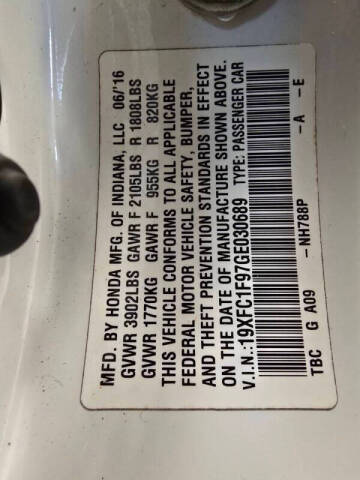 MFD. BY HONDA MFG. OF INDIANA, LLC 06/'16
GVWR 3902LBS GAWR F 2105LBS R 1808LBS
GVWR 1770KG GAWR F 955KG R 820KG
THIS VEHICLE CONFORMS TO ALL APPLICABLE
FEDERAL MOTOR VEHICLE SAFETY, BUMPER,
AND THEFT PREVENTION STANDARDS IN EFFECT
ON THE DATE OF MANUFACTURE SHOWN ABOVE.
V.I.N.:19XFC1F97GE030689 TYPE: PASSENGER CAR
TBC G A09 -NH788P -A -E